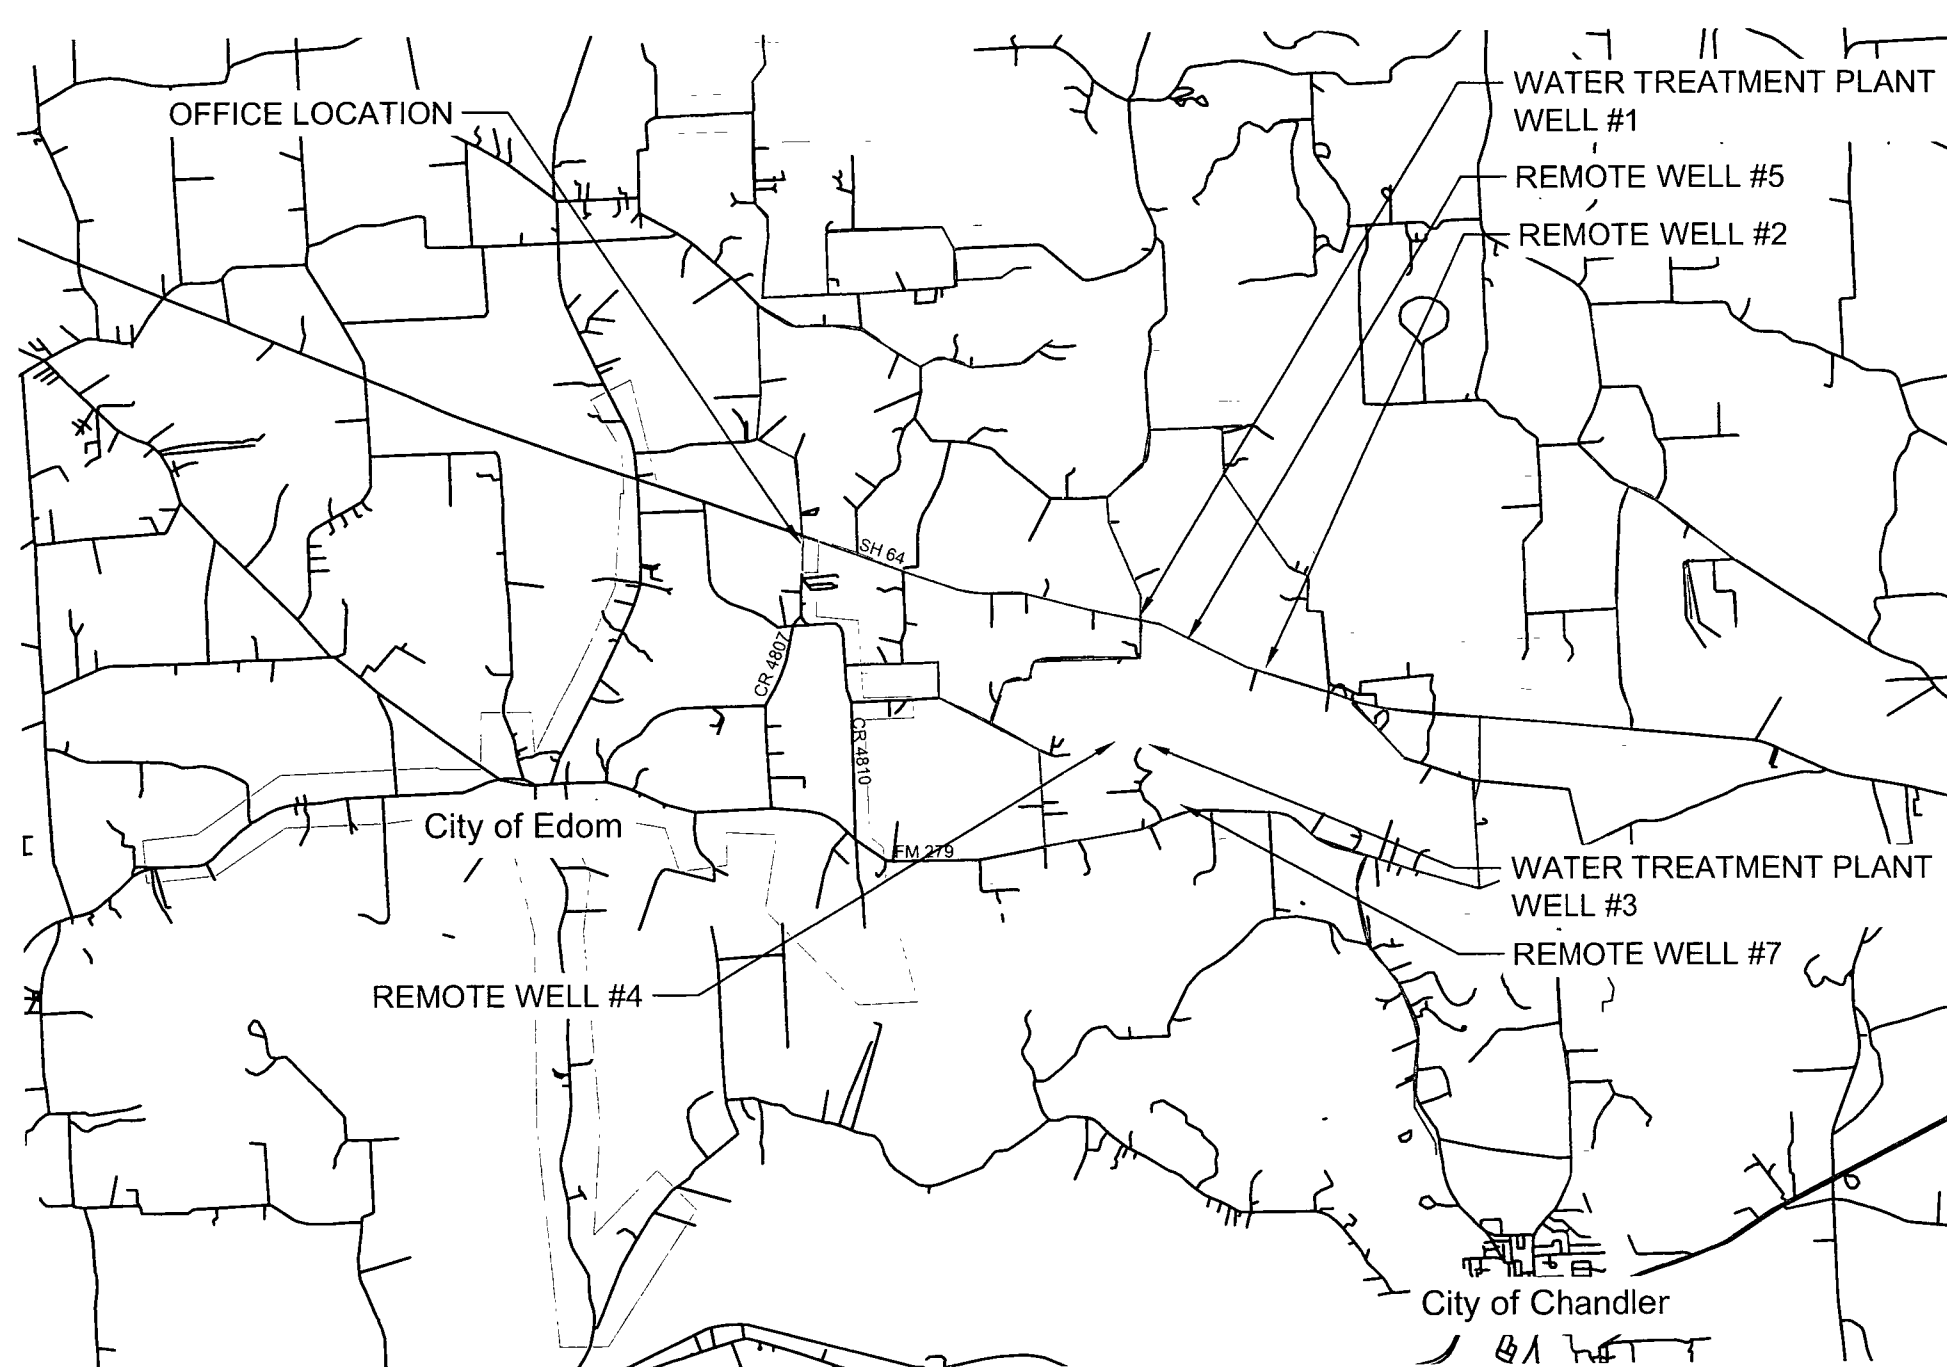 WATER TREATMENT PLANT
WELL #1
OFFICE LOCATION
REMOTE WELL #5
REMOTE WELL #2
SH 64
CR 4807
CR 4810
City of Edom
FM 279
WATER TREATMENT PLANT
WELL #3
REMOTE WELL #7
REMOTE WELL #4
City of Chandler